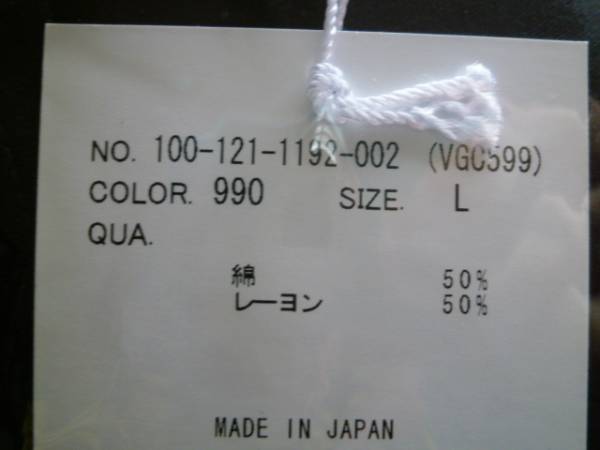 NO. 100-121-1192-002 (VGC599)
COLOR. 990 SIZE. L
QUA.
綿 50%
レーヨン 50%
MADE IN JAPAN